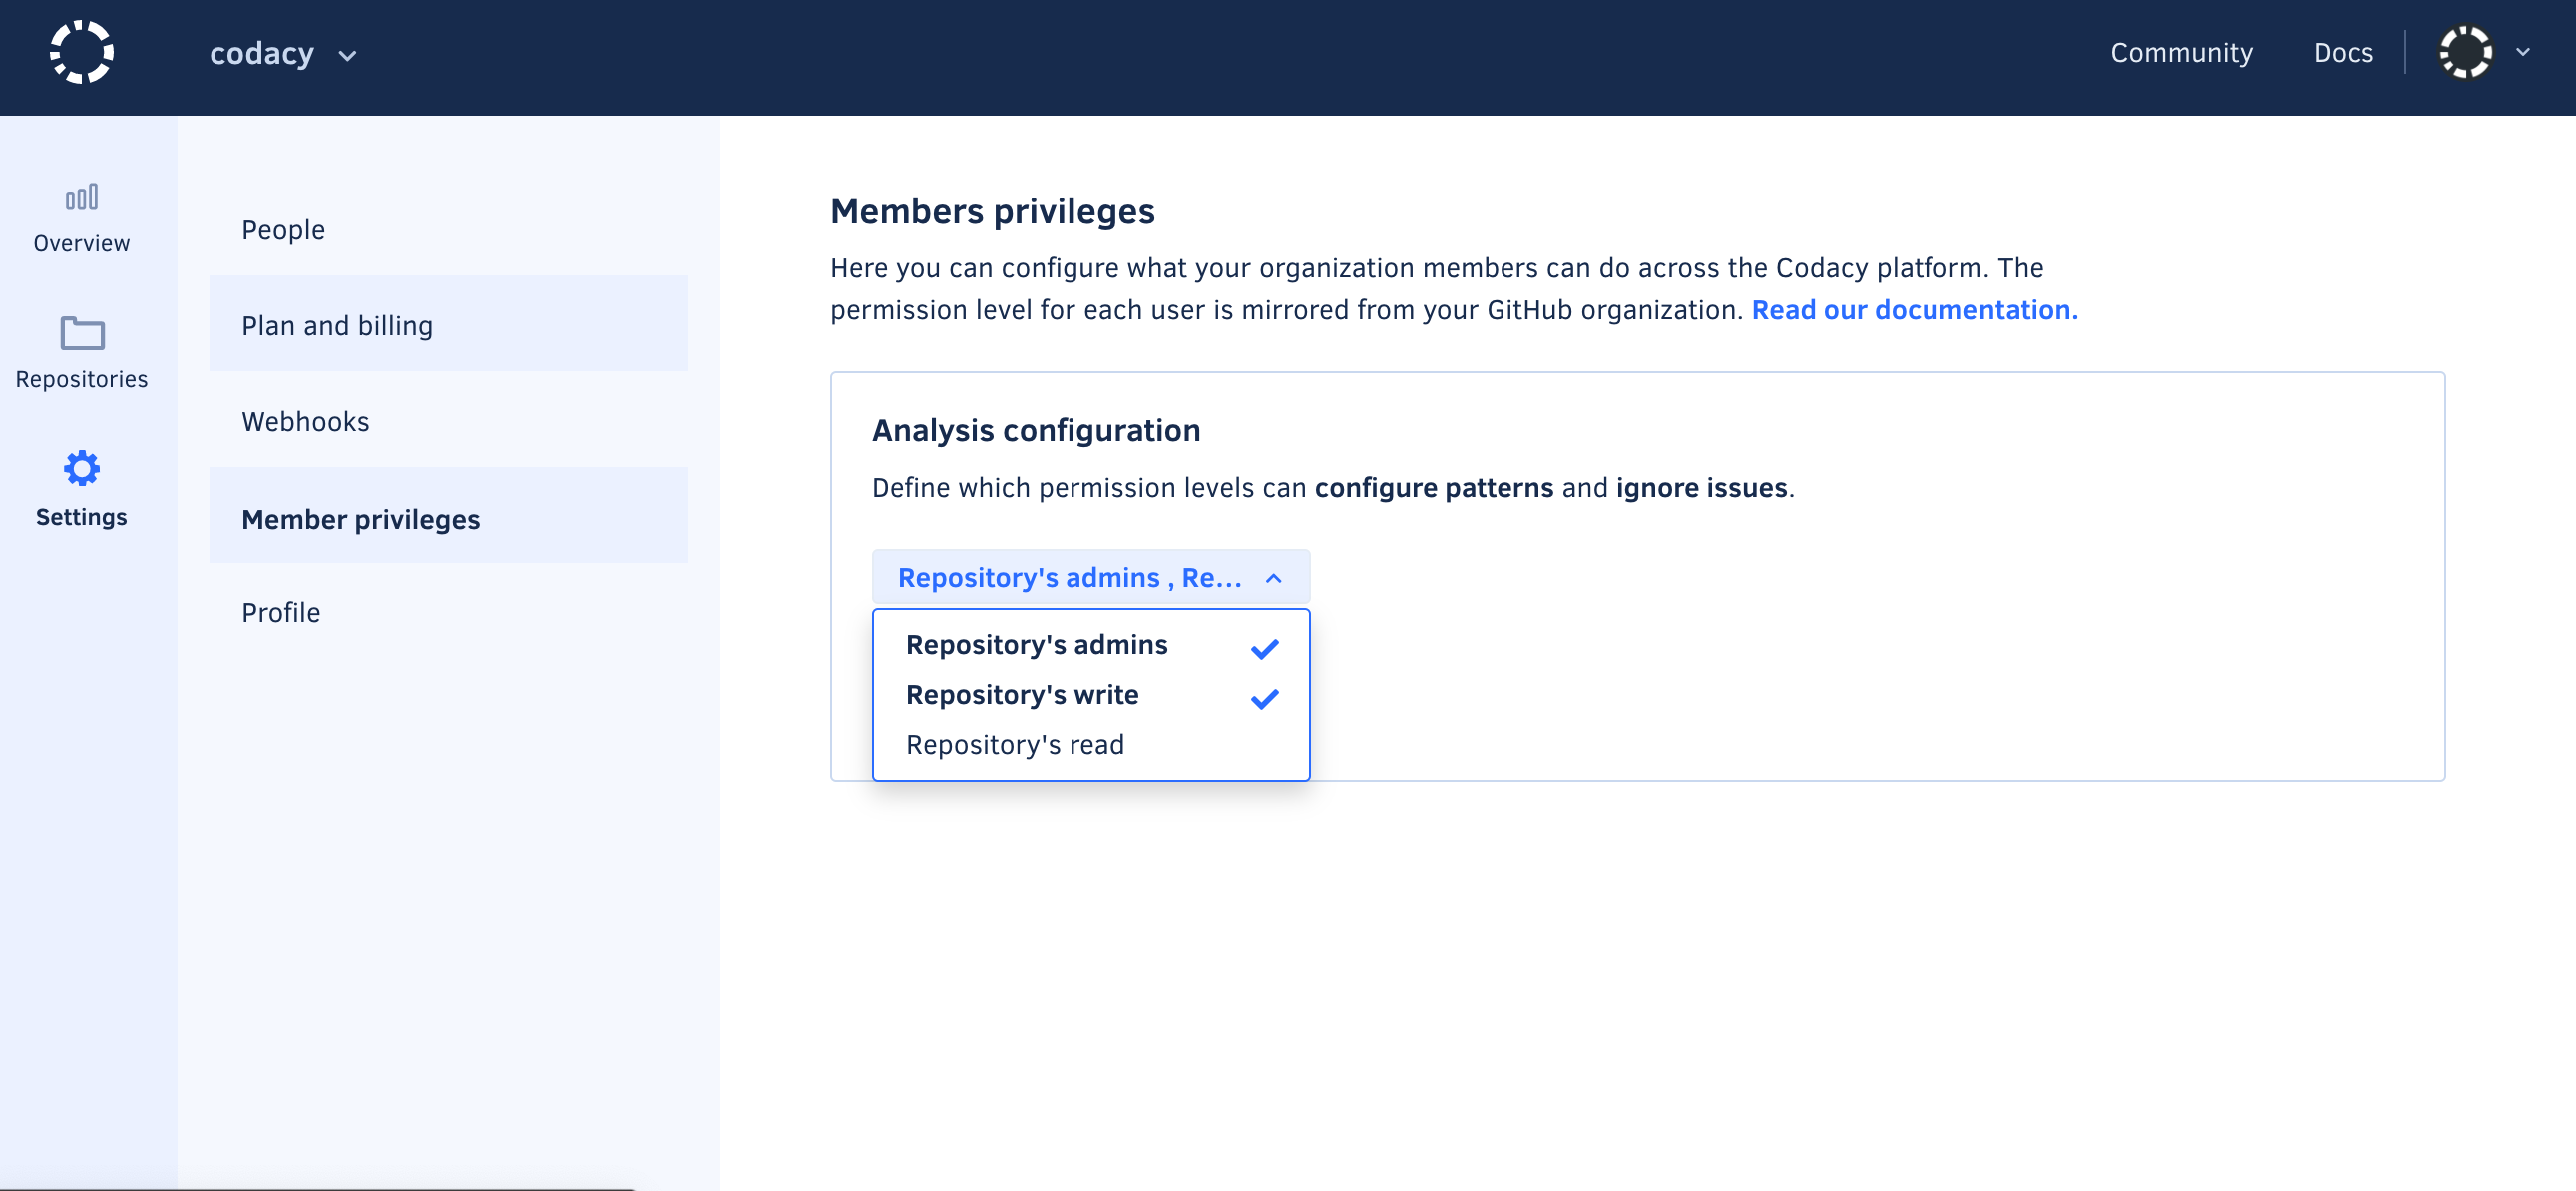 codacy
Community
Docs
Overview
Repositories
Settings
People
Plan and billing
Webhooks
Member privileges
Profile
Members privileges
Here you can configure what your organization members can do across the Codacy platform. The
permission level for each user is mirrored from your GitHub organization. Read our documentation.
Analysis configuration
Define which permission levels can configure patterns and ignore issues.
Repository's admins , Re...
Repository's admins
Repository's write
Repository's read